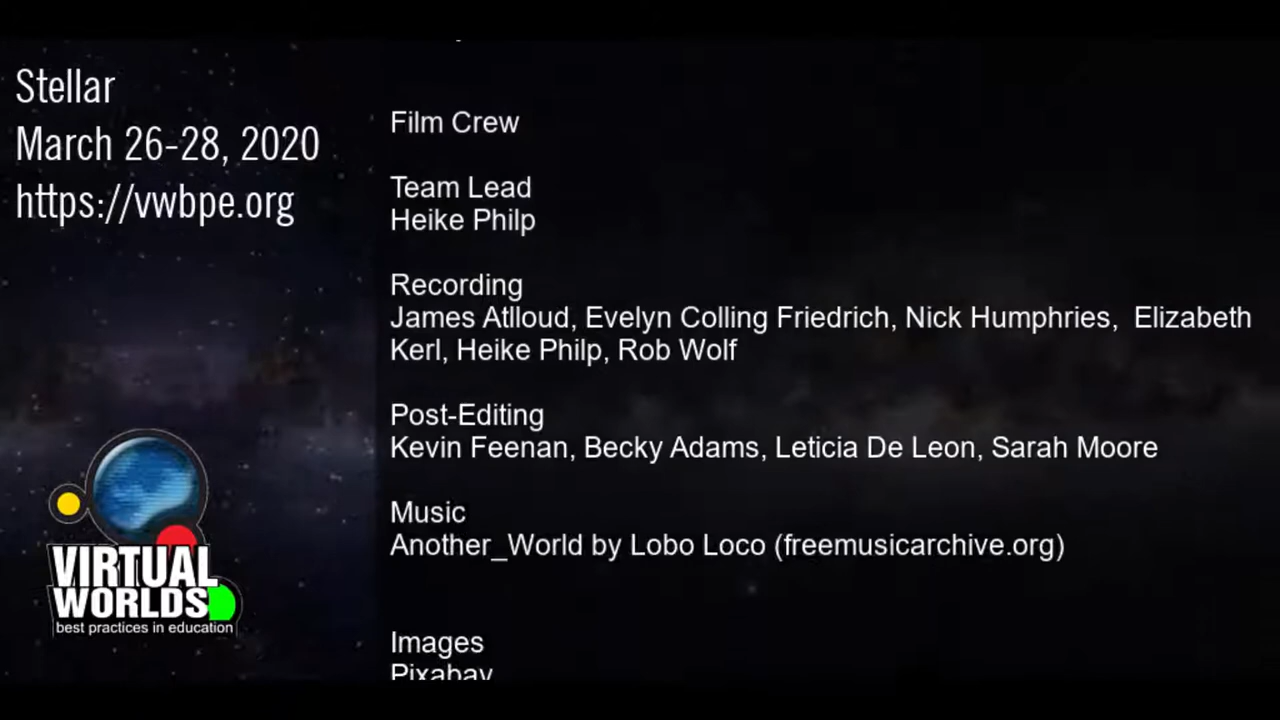 Stellar
March 26-28, 2020
https://vwbpe.org
Film Crew
Team Lead
Heike Philp
Recording
James Atlloud, Evelyn Colling Friedrich, Nick Humphries,  Elizabeth
Kerl, Heike Philp, Rob Wolf
Post-Editing
Kevin Feenan, Becky Adams, Leticia De Leon, Sarah Moore
Music
Another_World by Lobo Loco (freemusicarchive.org)
Images
Pixabay
VIRTUAL
WORLDS
best practices in education